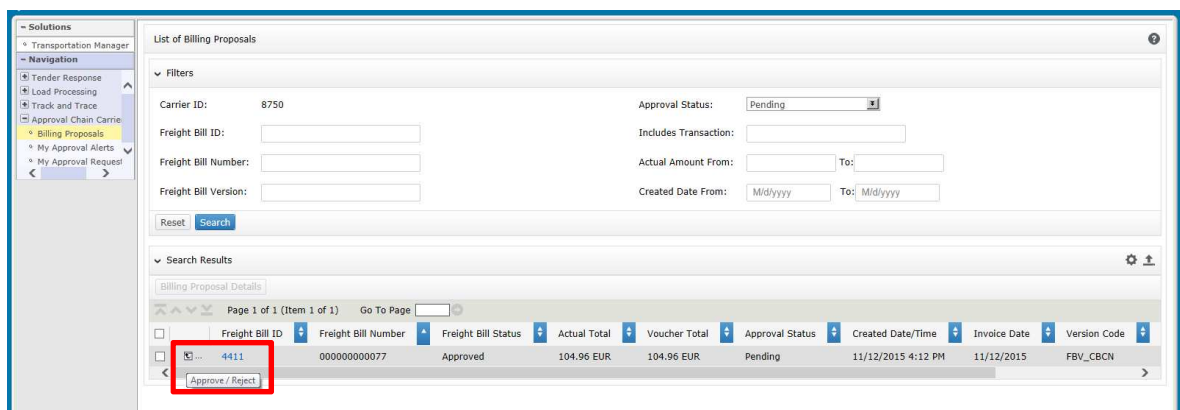 − Solutions
Transportation Manager
− Navigation
Tender Response
Load Processing
Track and Trace
Approval Chain Carrie
Billing Proposals
My Approval Alerts
My Approval Request
List of Billing Proposals
Filters
Carrier ID: 8750
Approval Status: Pending
Freight Bill ID:
Includes Transaction:
Freight Bill Number:
Actual Amount From: To:
Freight Bill Version:
Created Date From: M/d/yyyy To: M/d/yyyy
Reset Search
Search Results
Billing Proposal Details
Page 1 of 1 (Item 1 of 1) Go To Page
Freight Bill ID Freight Bill Number Freight Bill Status Actual Total Voucher Total Approval Status Created Date/Time Invoice Date Version Code
... 4411 000000000077 Approved 104.96 EUR 104.96 EUR Pending 11/12/2015 4:12 PM 11/12/2015 FBV_CBCN
Approve / Reject